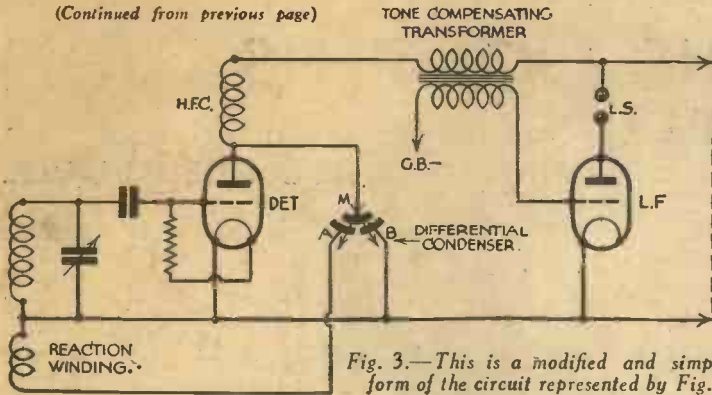 (Continued from previous page)
TONE COMPENSATING
TRANSFORMER
H.F.C.
L.S.
G.B.-
DET
M.
L.F
A
B
DIFFERENTIAL
CONDENSER.
REACTION
WINDING.
Fig. 3.—This is a modified and simp
form of the circuit represented by Fig.